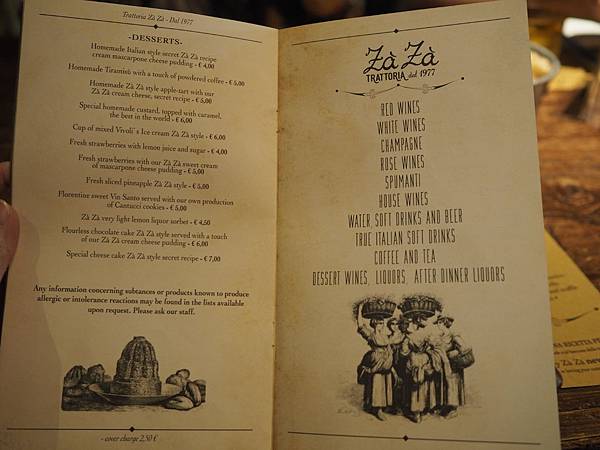 Trattoria Zà Zà - Dal 1977
-DESSERTS-
Homemade Italian style secret Zà Zà recipe
cream mascarpone cheese pudding - € 4,00
Homemade Tiramisù with a touch of powdered coffee - € 5,00
Homemade Zà Zà style apple-tart with our
Zà Zà cream cheese, secret recipe - € 5,00
Special homemade custard, topped with caramel,
the best in the world - € 6,00
Cup of mixed Vivoli's Ice cream Zà Zà style - € 6,00
Fresh strawberries with lemon juice and sugar - € 4,00
Fresh strawberries with our Zà Zà sweet cream
of mascarpone cheese pudding - € 5,00
Fresh sliced pineapple Zà Zà style - € 5,00
Florentine sweet Vin Santo served with our own production
of Cantucci cookies - € 5,00
Zà Zà very light lemon liquor sorbet - € 4,50
Flourless chocolate cake Zà Zà style served with a touch
of our Zà Zà cream cheese pudding - € 6,00
Special cheese cake Zà Zà style secret recipe - € 7,00
Any information concerning subtances or products known to produce
allergic or intolerance reactions may be found in the lists available
upon request. Please ask our staff.
- cover charge 2,50 €
Zà Zà
TRATTORIA dal 1977
RED WINES
WHITE WINES
CHAMPAGNE
ROSE WINES
SPUMANTI
HOUSE WINES
WATER, SOFT DRINKS AND BEER
TRUE ITALIAN SOFT DRINKS
COFFEE AND TEA
DESSERT WINES, LIQUORS, AFTER DINNER LIQUORS
NA RICETTA
Zà Zà